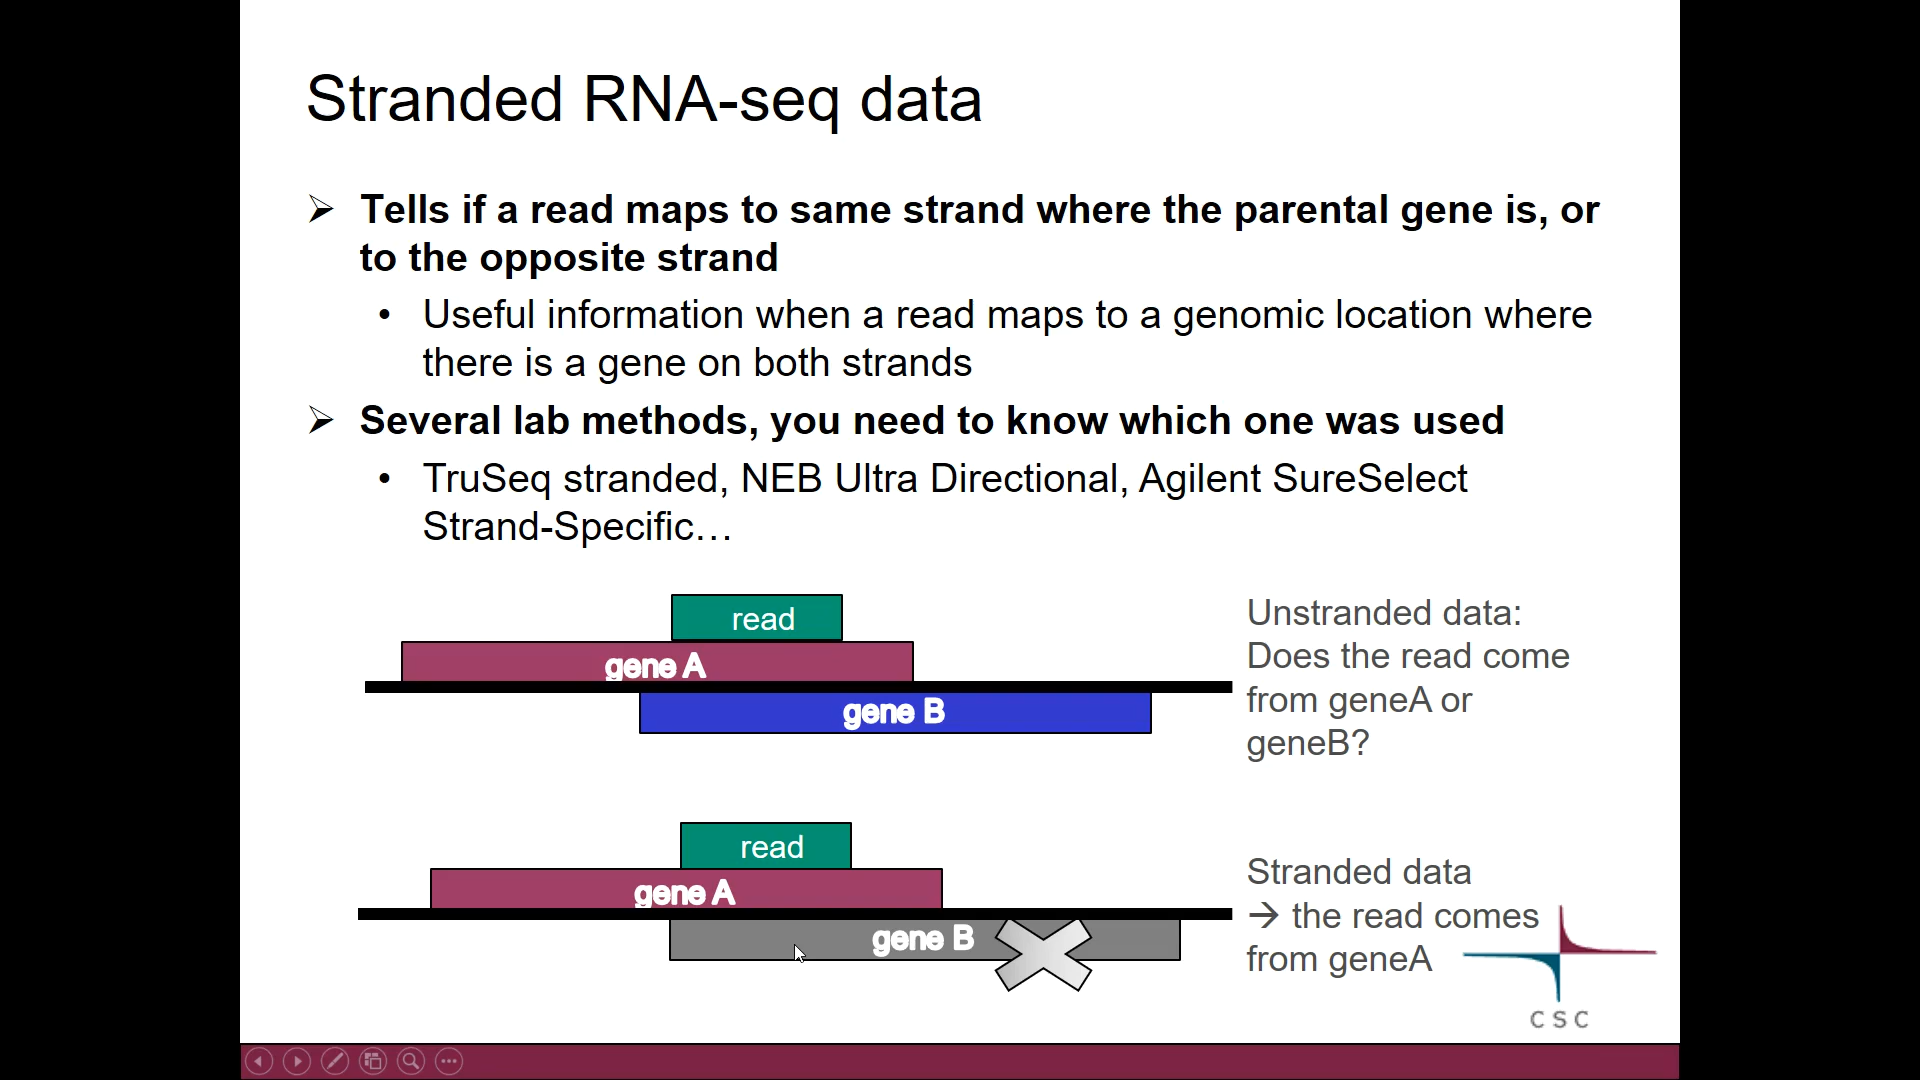 Stranded RNA-seq data
Tells if a read maps to same strand where the parental gene is, or
to the opposite strand
Useful information when a read maps to a genomic location where
there is a gene on both strands
Several lab methods, you need to know which one was used
TruSeq stranded, NEB Ultra Directional, Agilent SureSelect
Strand-Specific…
read
gene A
gene B
Unstranded data:
Does the read come
from geneA or
geneB?
read
gene A
gene B
Stranded data
→ the read comes
from geneA
CSC